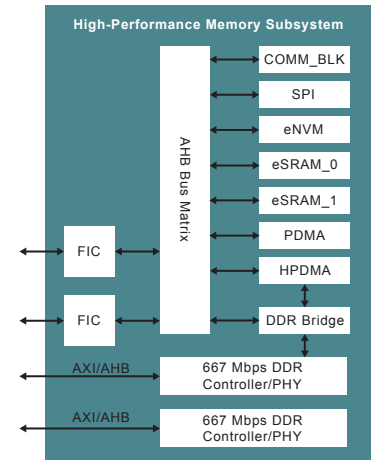 High-Performance Memory Subsystem
COMM_BLK
SPI
eNVM
eSRAM_0
eSRAM_1
PDMA
HPDMA
DDR Bridge
AHB Bus Matrix
FIC
FIC
AXI/AHB
667 Mbps DDR
Controller/PHY
AXI/AHB
667 Mbps DDR
Controller/PHY